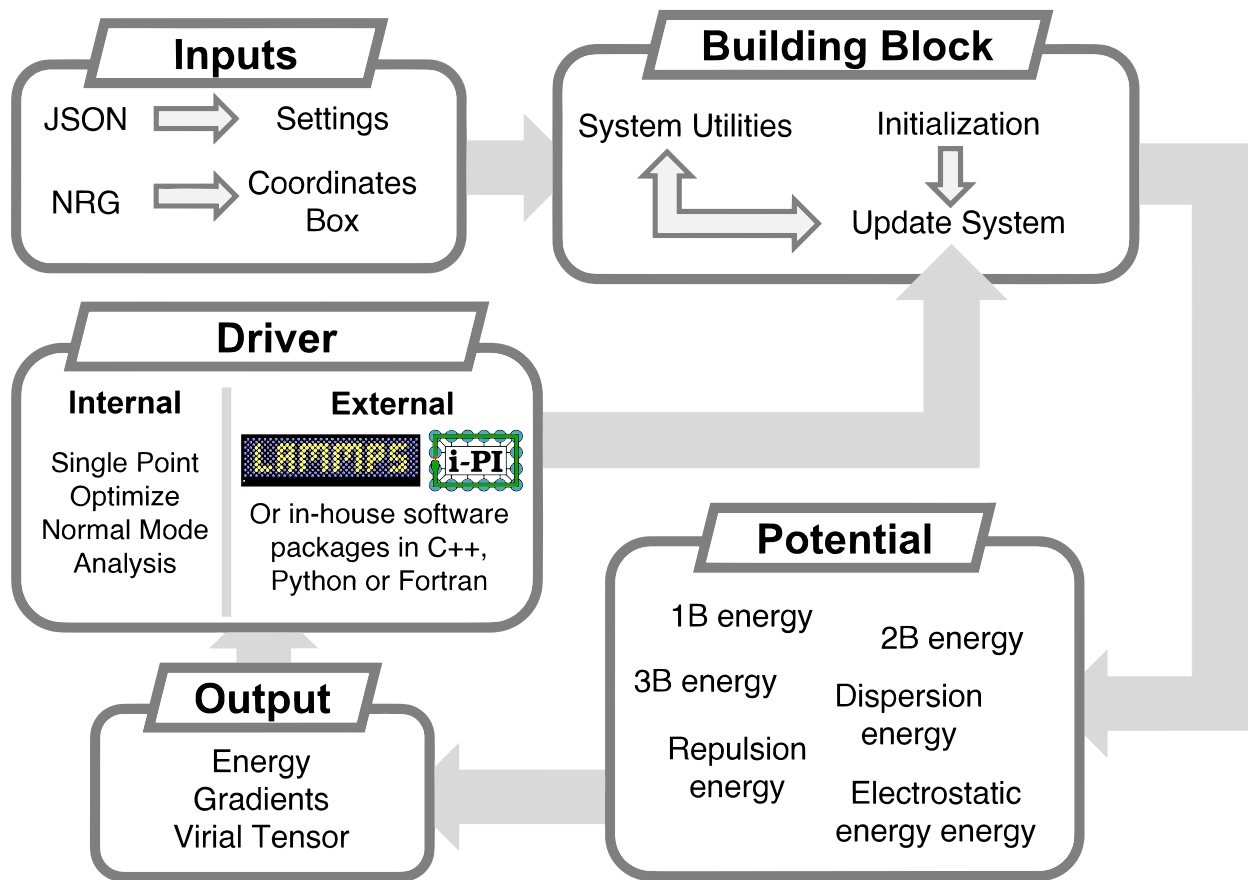 Inputs
JSON
Settings
NRG
Coordinates
Box
Building Block
System Utilities
Initialization
Update System
Driver
Internal
Single Point
Optimize
Normal Mode
Analysis
External
LAMMPS
i-PI
Or in-house software
packages in C++,
Python or Fortran
Potential
1B energy
2B energy
3B energy
Dispersion
energy
Repulsion
energy
Electrostatic
energy energy
Output
Energy
Gradients
Virial Tensor